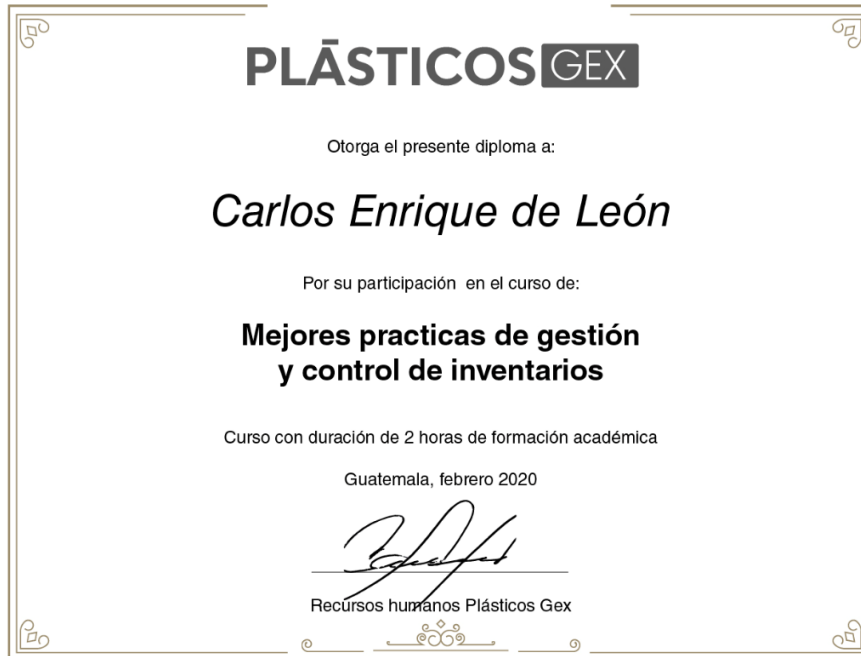 PLÁSTICOS GEX
Otorga el presente diploma a:
Carlos Enrique de León
Por su participación en el curso de:
Mejores practicas de gestión
y control de inventarios
Curso con duración de 2 horas de formación académica
Guatemala, febrero 2020
Recursos humanos Plásticos Gex